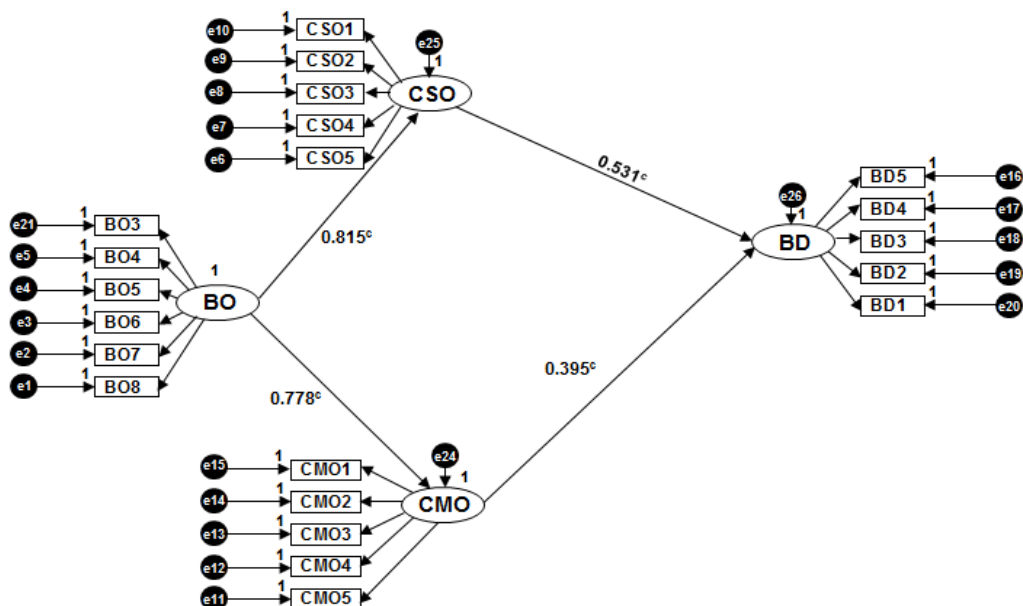 e10 1 CSO1
e9 1 CSO2
e8 1 CSO3
e7 1 CSO4
e6 1 CSO5
e25
1
CSO
0.815ᶜ
0.531ᶜ
e21 1 BO3
e5 1 BO4
e4 1 BO5
e3 1 BO6
e2 1 BO7
e1 1 BO8
1
BO
0.778ᶜ
0.395ᶜ
e26
1
BD
BD5 1 e16
BD4 1 e17
BD3 1 e18
BD2 1 e19
BD1 1 e20
e15 1 CMO1
e14 1 CMO2
e13 1 CMO3
e12 1 CMO4
e11 1 CMO5
e24
1
CMO